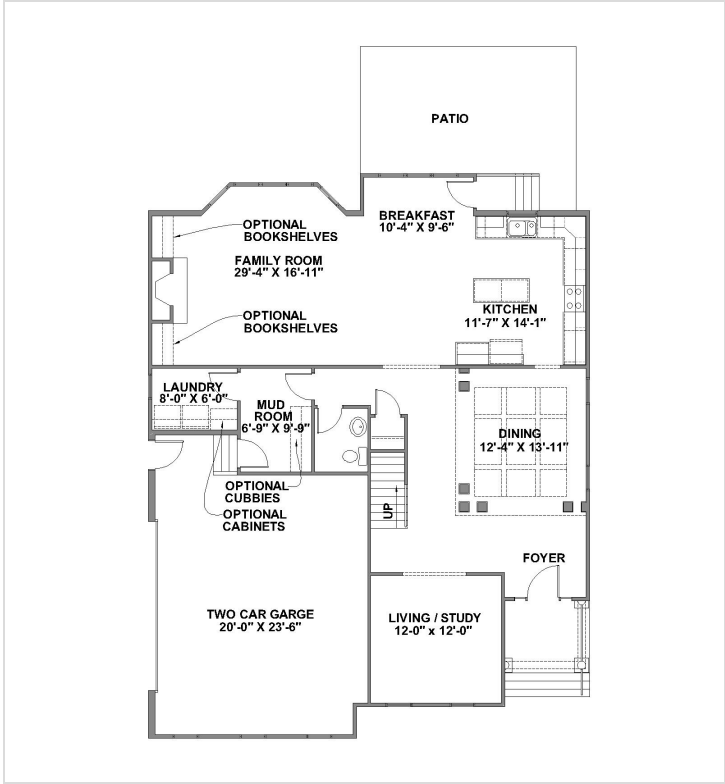 PATIO
BREAKFAST
10'-4" X 9'-6"
OPTIONAL
BOOKSHELVES
FAMILY ROOM
29'-4" X 16'-11"
OPTIONAL
BOOKSHELVES
KITCHEN
11'-7" X 14'-1"
LAUNDRY
8'-0" X 6'-0"
MUD
ROOM
6'-9" X 9'-9"
DINING
12'-4" X 13'-11"
OPTIONAL
CUBBIES
OPTIONAL
CABINETS
UP
FOYER
TWO CAR GARGE
20'-0" X 23'-6"
LIVING / STUDY
12-0" x 12'-0"